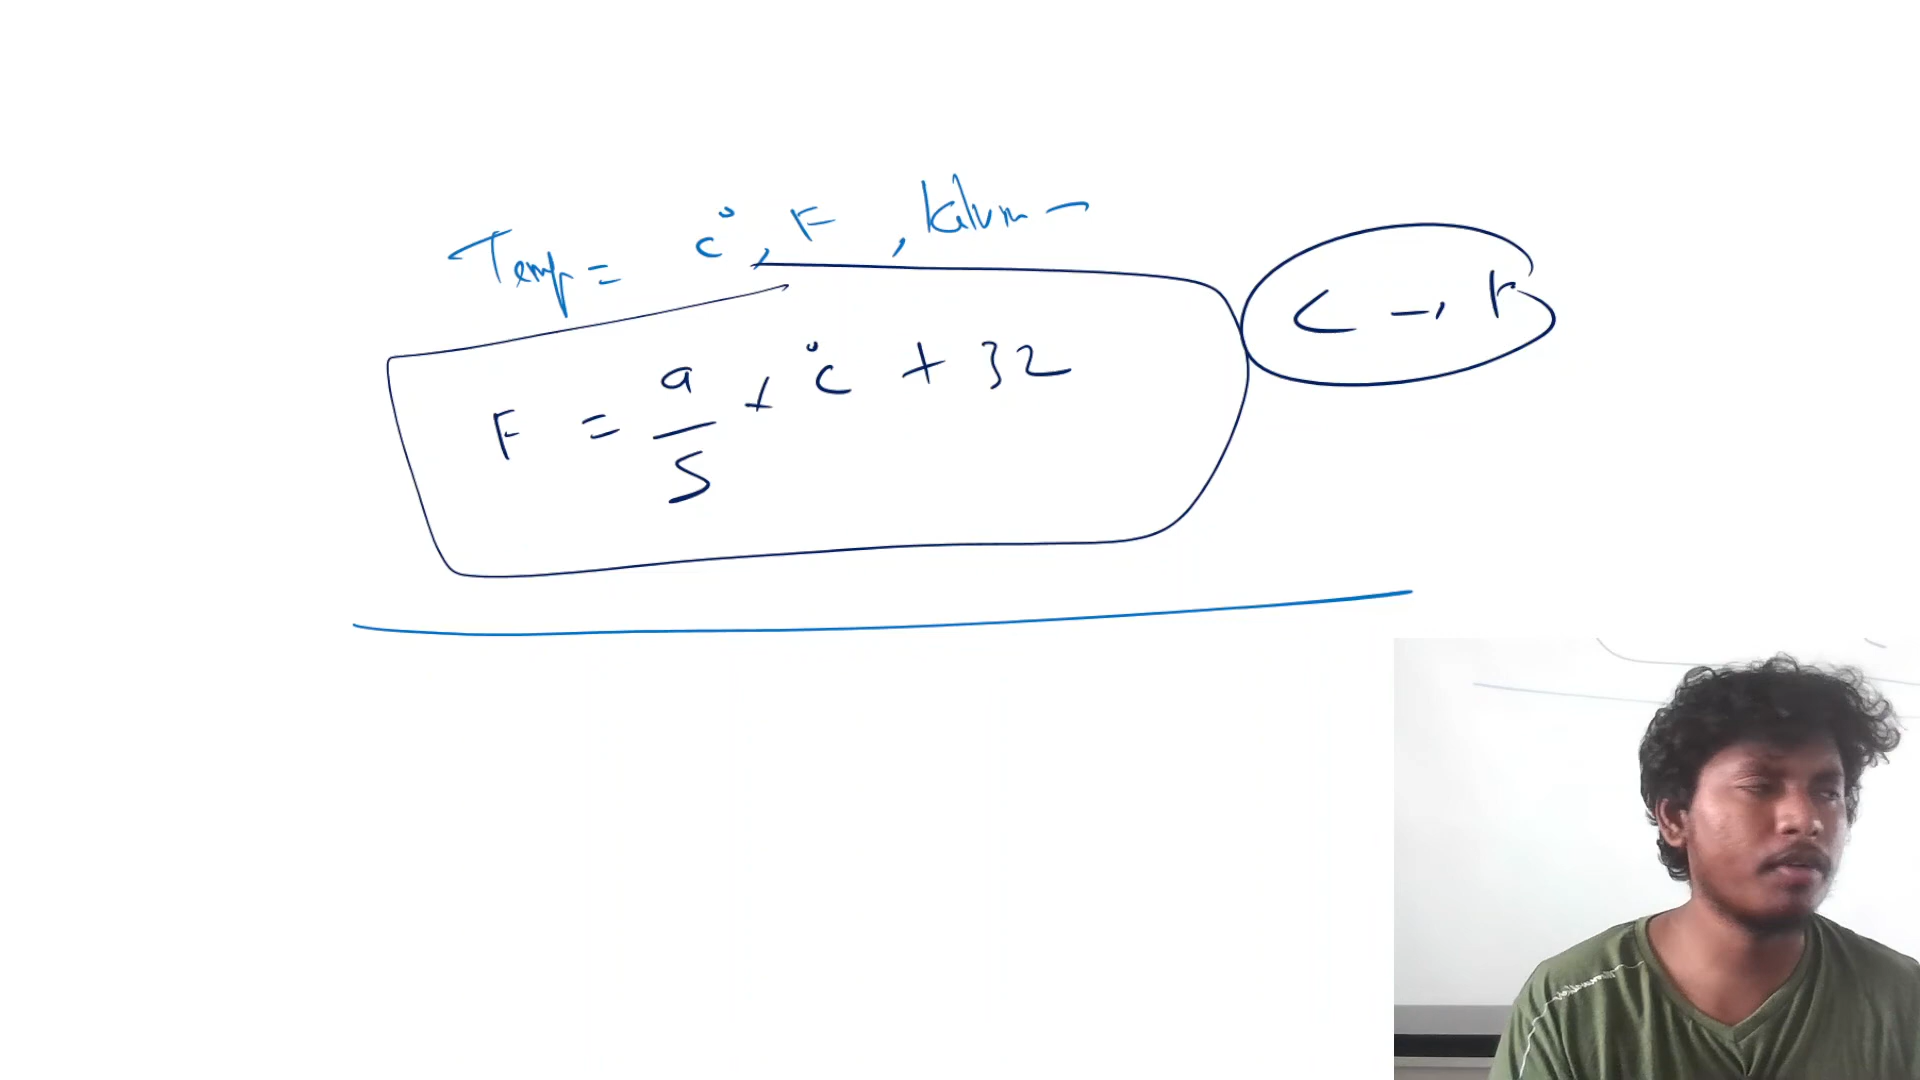 Temp = c°, F, Kelvin -
C → F
F = 9/5 × °c + 32